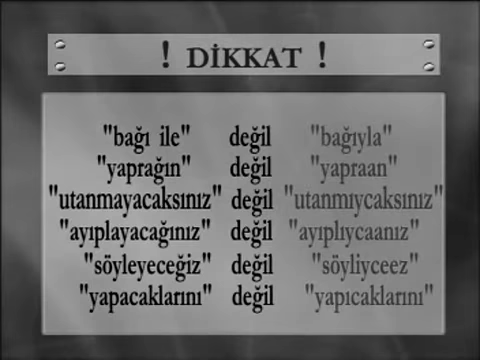 ! DİKKAT !
"bağı ile" değil "bağıyla"
"yaprağın" değil "yapraan"
"utanmayacaksınız" değil "utanmıycaksınız"
"ayıplayacağınız" değil "ayıplıycaanız"
"söyleyeceğiz" değil "söyliyceez"
"yapacaklarını" değil "yapıcaklarını"